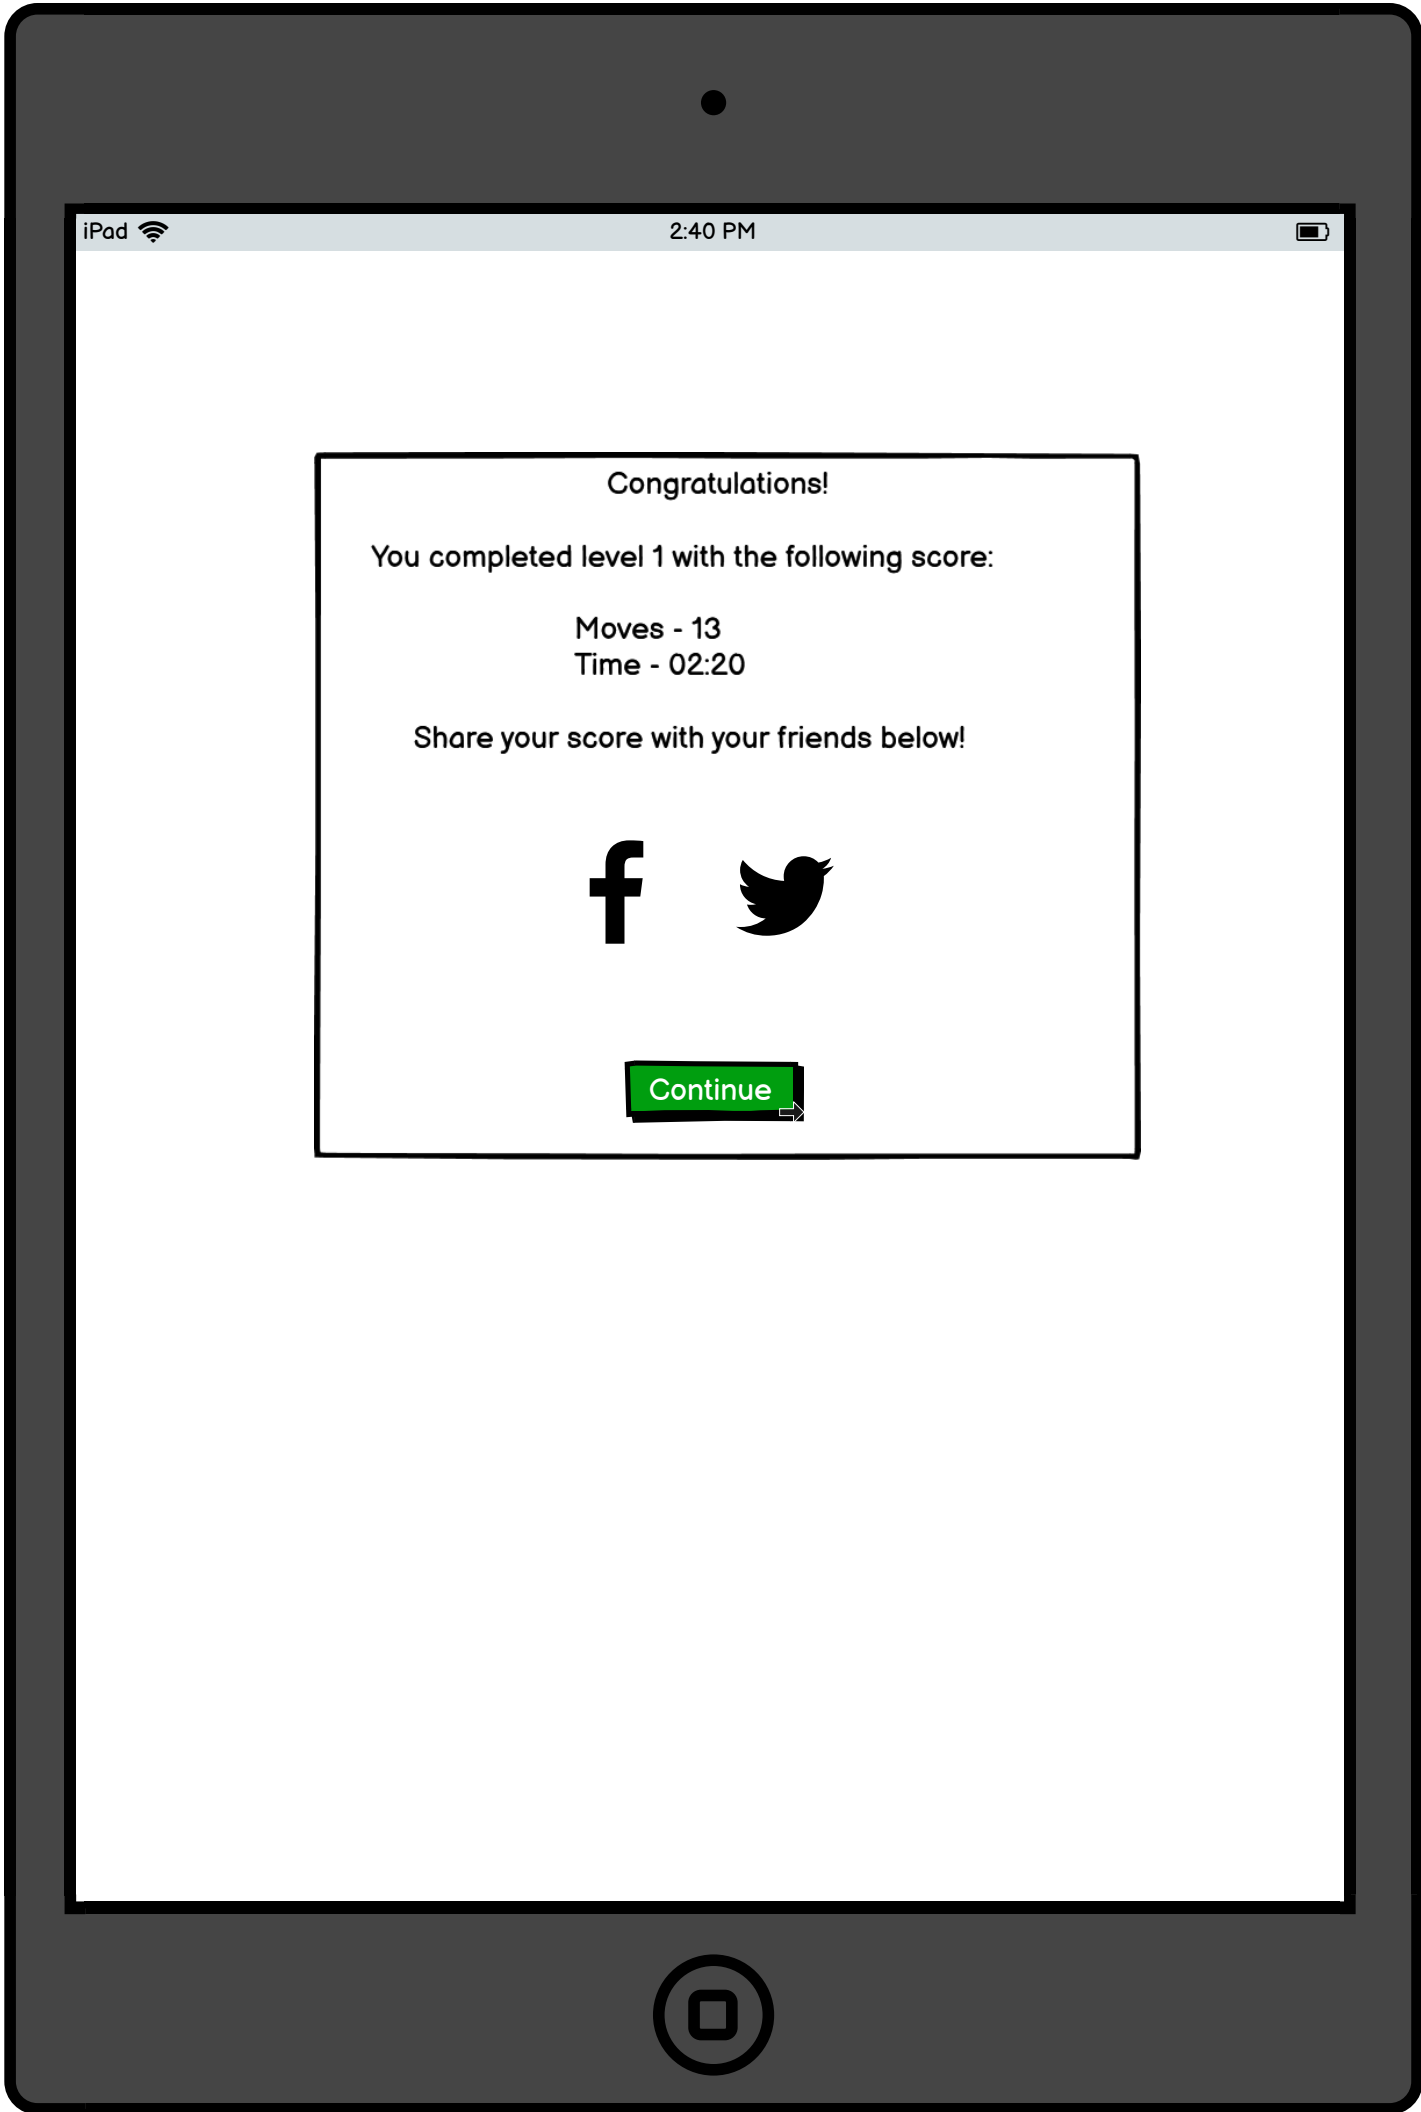 iPad
2:40 PM
Congratulations!
You completed level 1 with the following score:
Moves - 13
Time - 02:20
Share your score with your friends below!
Continue